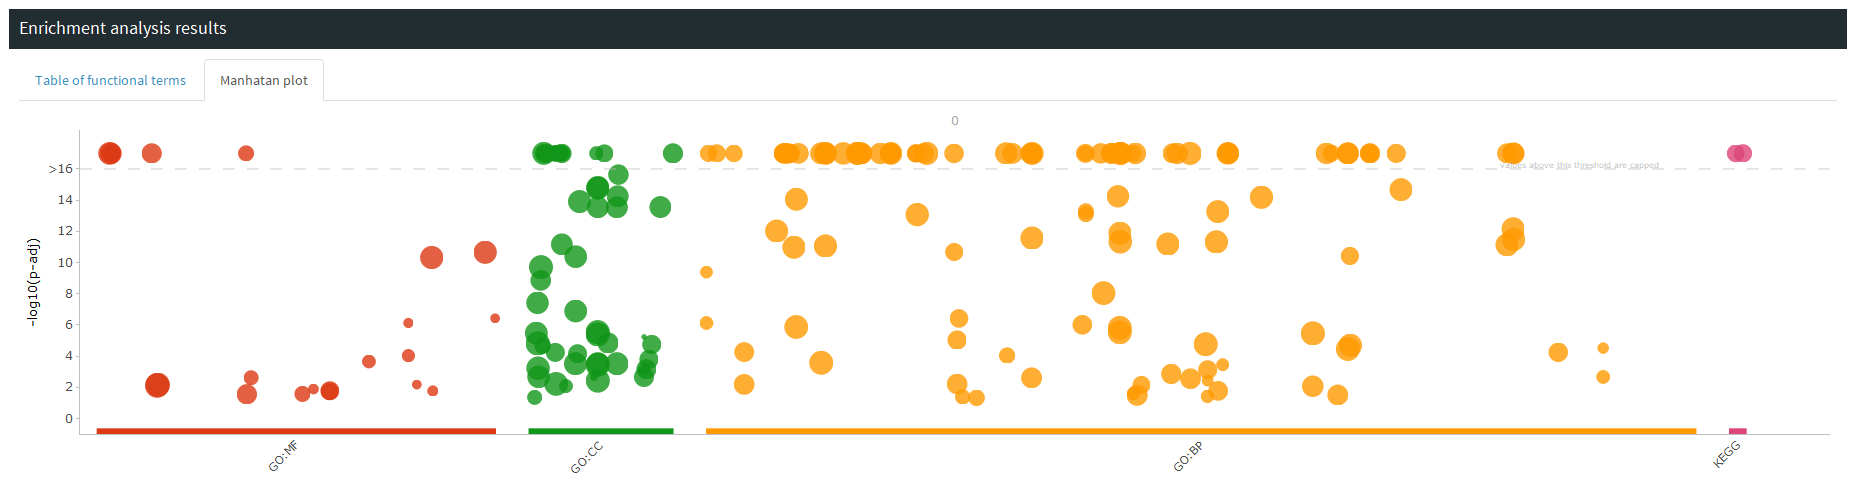 Enrichment analysis results
Table of functional terms
Manhatan plot
0
>16
values above this threshold are capped
14
12
10
8
6
4
2
0
-log10(p-adj)
GO:MF
GO:CC
GO:BP
KEGG